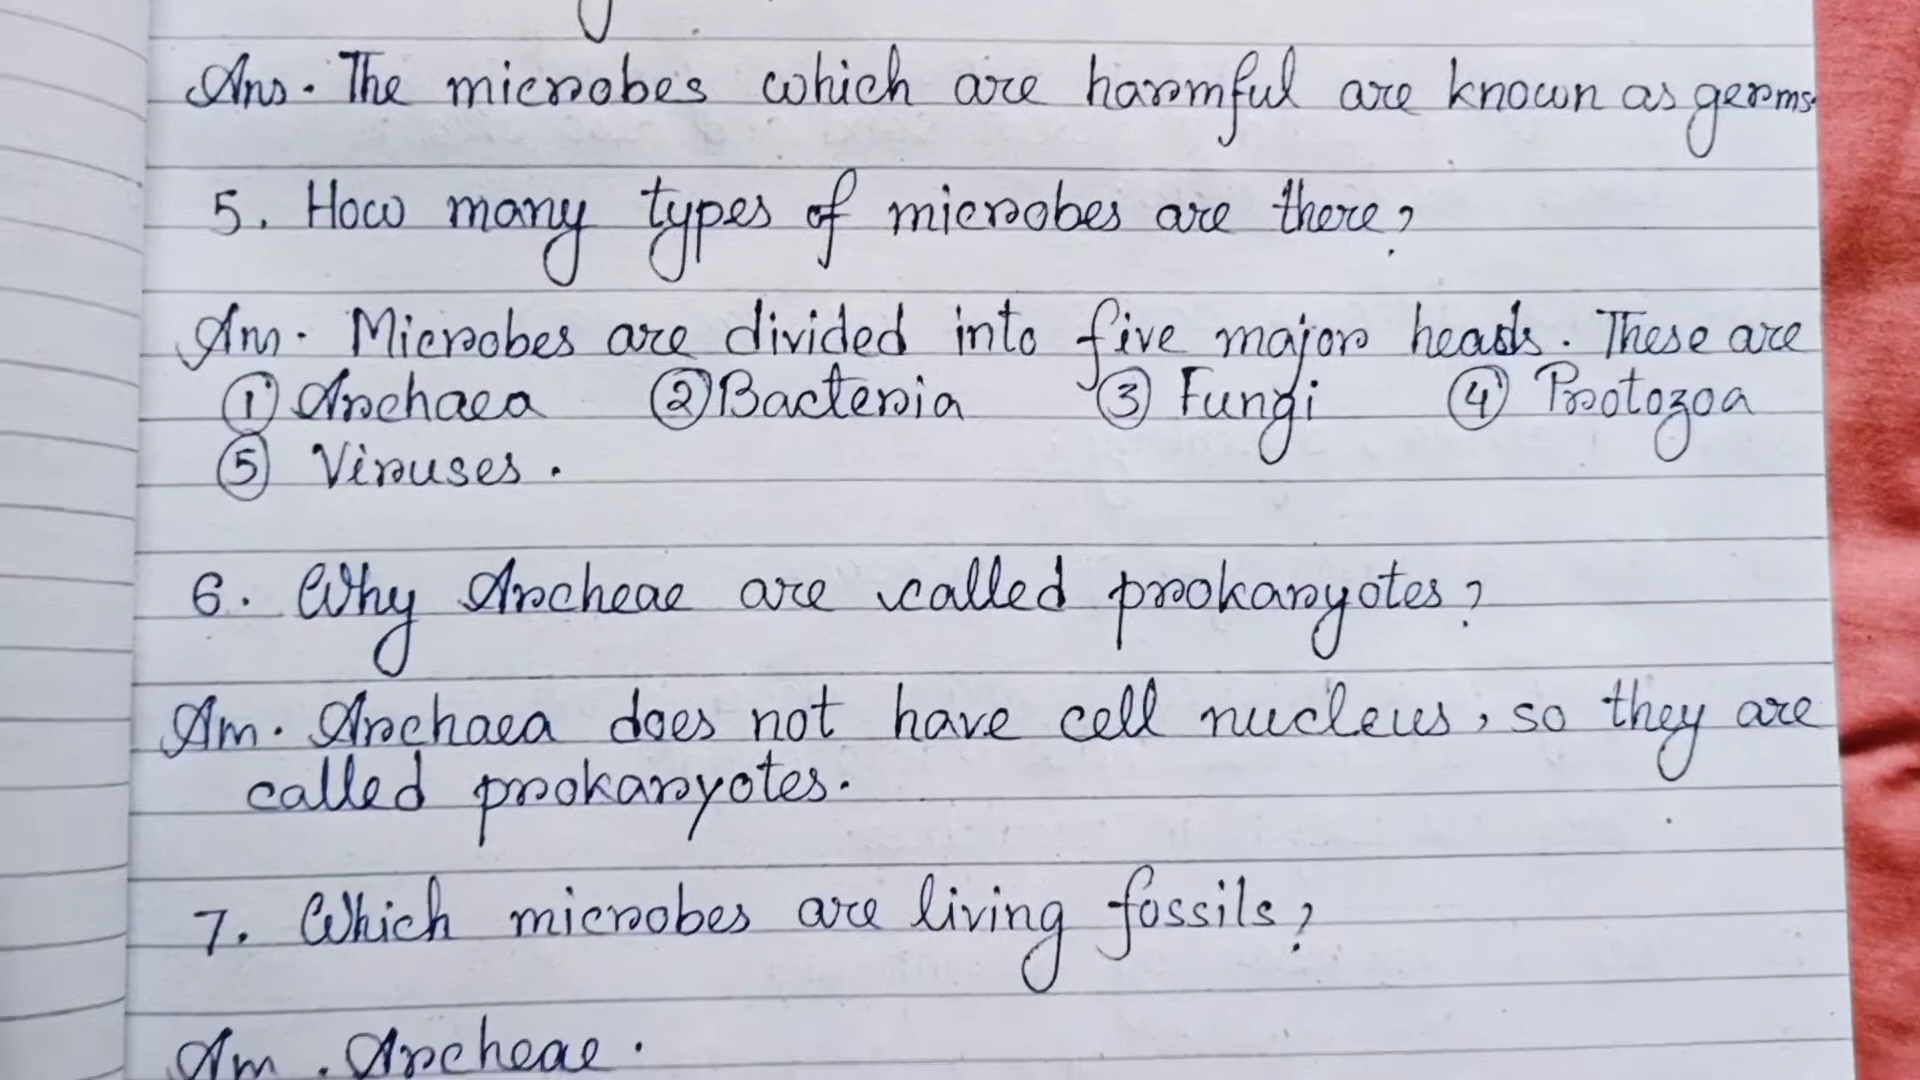 Ans. The microbes which are harmful are known as germs.
5. How many types of microbes are there?
Ans. Microbes are divided into five major heads. These are
① Archaea ② Bacteria ③ Fungi ④ Protozoa
⑤ Viruses.
6. Why Archeae are called prokaryotes?
Ans. Archaea does not have cell nucleus, so they are
called prokaryotes.
7. Which microbes are living fossils?
Ans. Archeae.